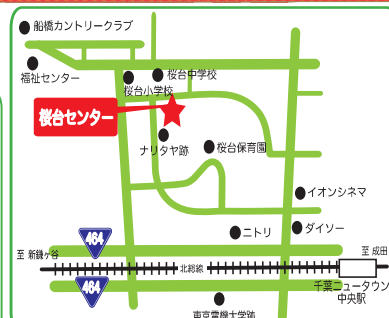 船橋カントリークラブ
福祉センター
桜台中学校
桜台小学校
桜台センター
ナリタヤ跡
桜台保育園
イオンシネマ
ニトリ
ダイソー
464
至 新鎌ヶ谷
至 成田
北総線
464
千葉ニュータウン
中央駅
東京電機大学跡